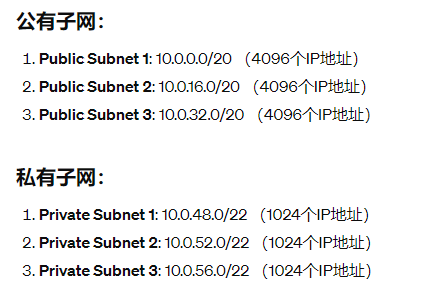 公有子网：
1. Public Subnet 1: 10.0.0.0/20 （4096个IP地址）
2. Public Subnet 2: 10.0.16.0/20 （4096个IP地址）
3. Public Subnet 3: 10.0.32.0/20 （4096个IP地址）
私有子网：
1. Private Subnet 1: 10.0.48.0/22 （1024个IP地址）
2. Private Subnet 2: 10.0.52.0/22 （1024个IP地址）
3. Private Subnet 3: 10.0.56.0/22 （1024个IP地址）